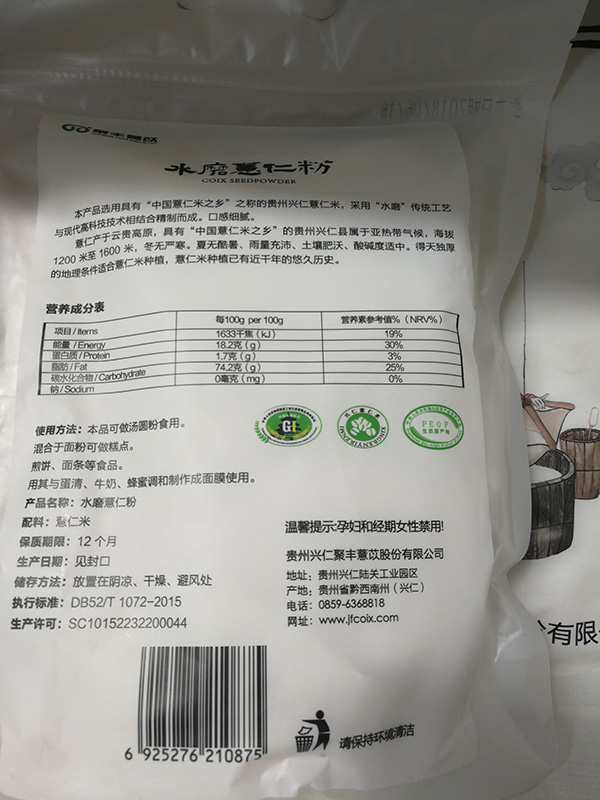 聚丰薏苡
水磨薏仁粉
COIX SEEDPOWDER
本产品选用具有“中国薏仁米之乡”之称的贵州兴仁薏仁米，采用“水磨”传统工艺
与现代高科技技术相结合精制而成。口感细腻。
薏仁产于云贵高原，具有“中国薏仁米之乡”的兴仁县属于亚热带气候，海拔
1200 米至 1600 米，冬无严寒。夏无酷暑、雨量充沛、土壤肥沃、酸碱度适中。得天独厚
的地理条件适合薏仁米种植，薏仁米种植已有近千年的悠久历史。
营养成分表
项目/Items 每100g per 100g 营养素参考值%（NRV%）
能量/Energy 1633千焦（kJ） 19%
蛋白质/Protein 18.2克（g） 30%
脂肪/Fat 1.7克（g） 3%
碳水化合物/Carbohydrate 74.2克（g） 25%
钠/Sodium 0毫克（mg） 0%
使用方法：本品可做汤圆粉食用。
混合于面粉可做糕点。
煎饼、面条等食品。
用其与蛋清、牛奶、蜂蜜调和制作成面膜使用。
GI
兴仁薏仁米
XINGRENYIRENMI
PEOP
生态原产地
产品名称：水磨薏仁粉
配料：薏仁米
保质期限：12 个月
生产日期：见封口
储存方法：放置在阴凉、干燥、避风处
执行标准：DB52/T 1072-2015
生产许可：SC10152232200044
温馨提示:孕妇和经期女性禁用!
贵州兴仁聚丰薏苡股份有限公司
地址：贵州兴仁陆关工业园区
产地：贵州省黔西南州（兴仁）
电话：0859-6368818
网址：www.jfcoix.com
6 925276 210875
请保持环境清洁
有限